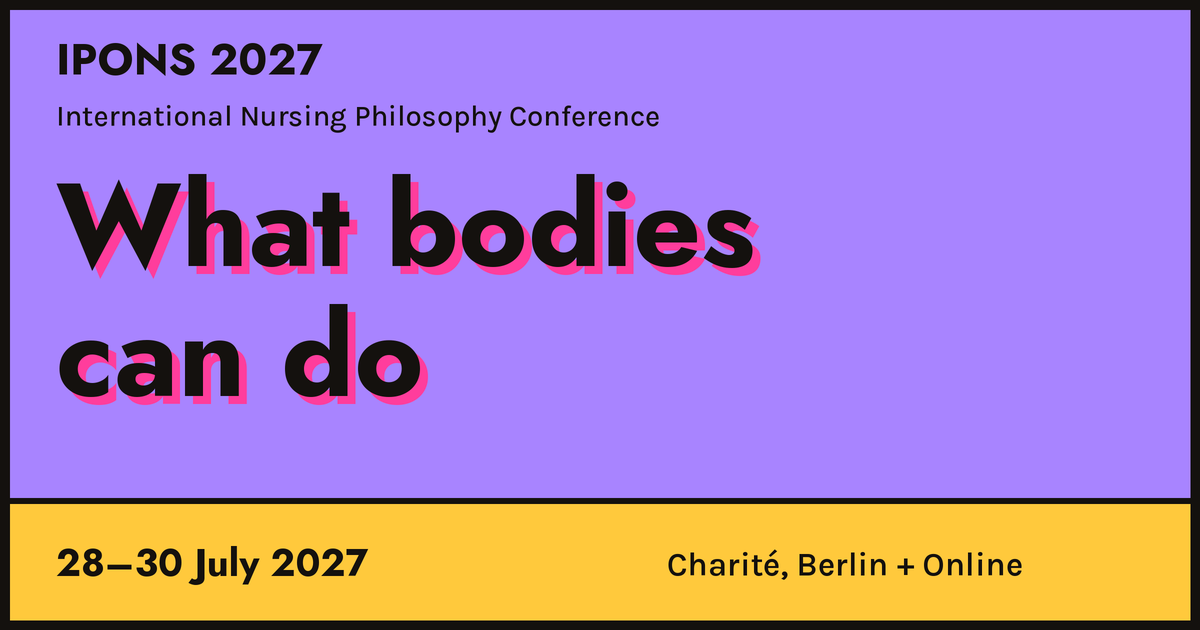 IPONS 2027
International Nursing Philosophy Conference
What bodies
can do
28–30 July 2027
Charité, Berlin + Online